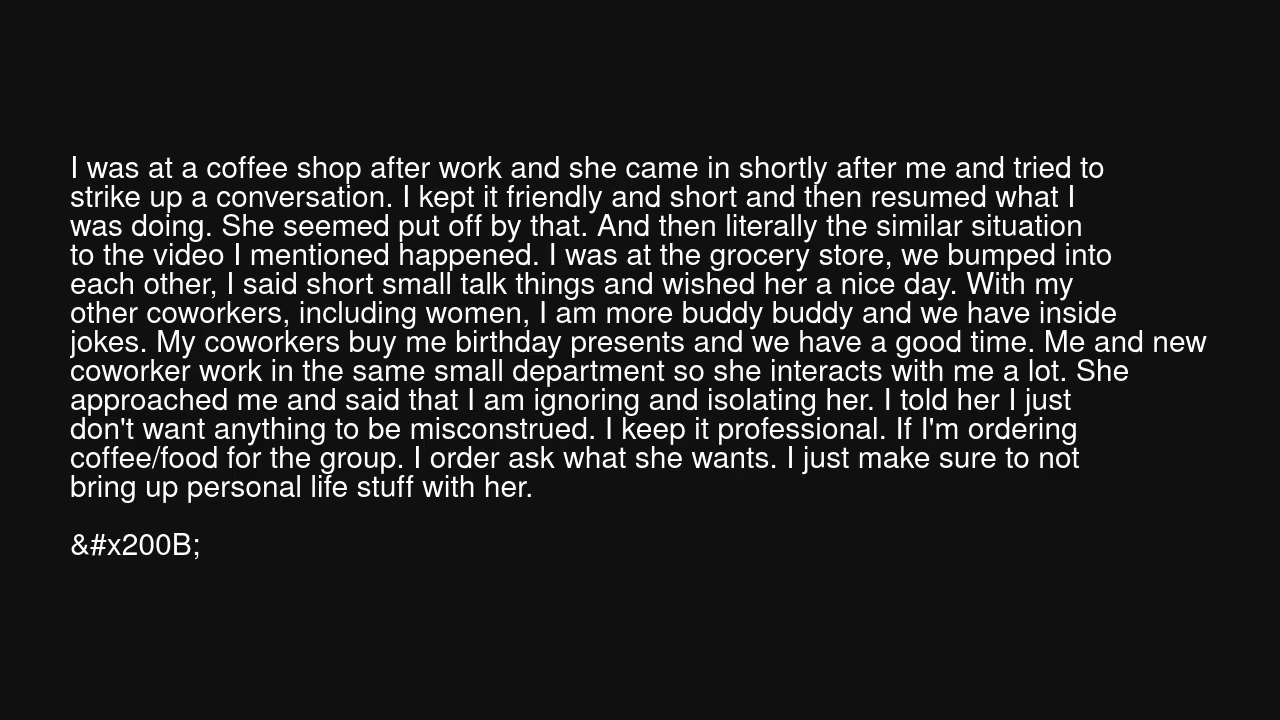 I was at a coffee shop after work and she came in shortly after me and tried to
strike up a conversation. I kept it friendly and short and then resumed what I
was doing. She seemed put off by that. And then literally the similar situation
to the video I mentioned happened. I was at the grocery store, we bumped into
each other, I said short small talk things and wished her a nice day. With my
other coworkers, including women, I am more buddy buddy and we have inside
jokes. My coworkers buy me birthday presents and we have a good time. Me and new
coworker work in the same small department so she interacts with me a lot. She
approached me and said that I am ignoring and isolating her. I told her I just
don't want anything to be misconstrued. I keep it professional. If I'm ordering
coffee/food for the group. I order ask what she wants. I just make sure to not
bring up personal life stuff with her.
&#x200B;